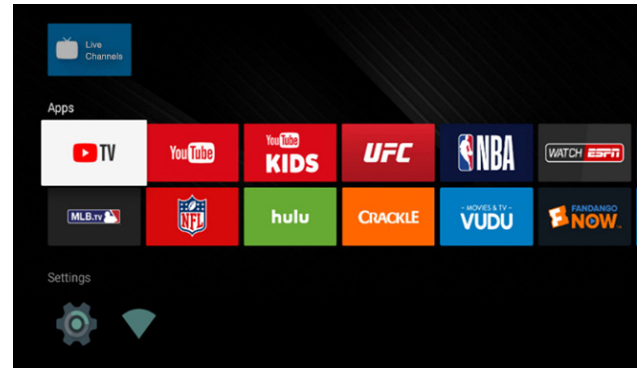 Live
Channels
Apps
TV
YouTube
YouTube
KIDS
UFC
NBA
WATCH ESPN
MLB.TV
NFL
hulu
CRACKLE
- MOVIES & TV -
VUDU
FANDANGO
NOW
Settings